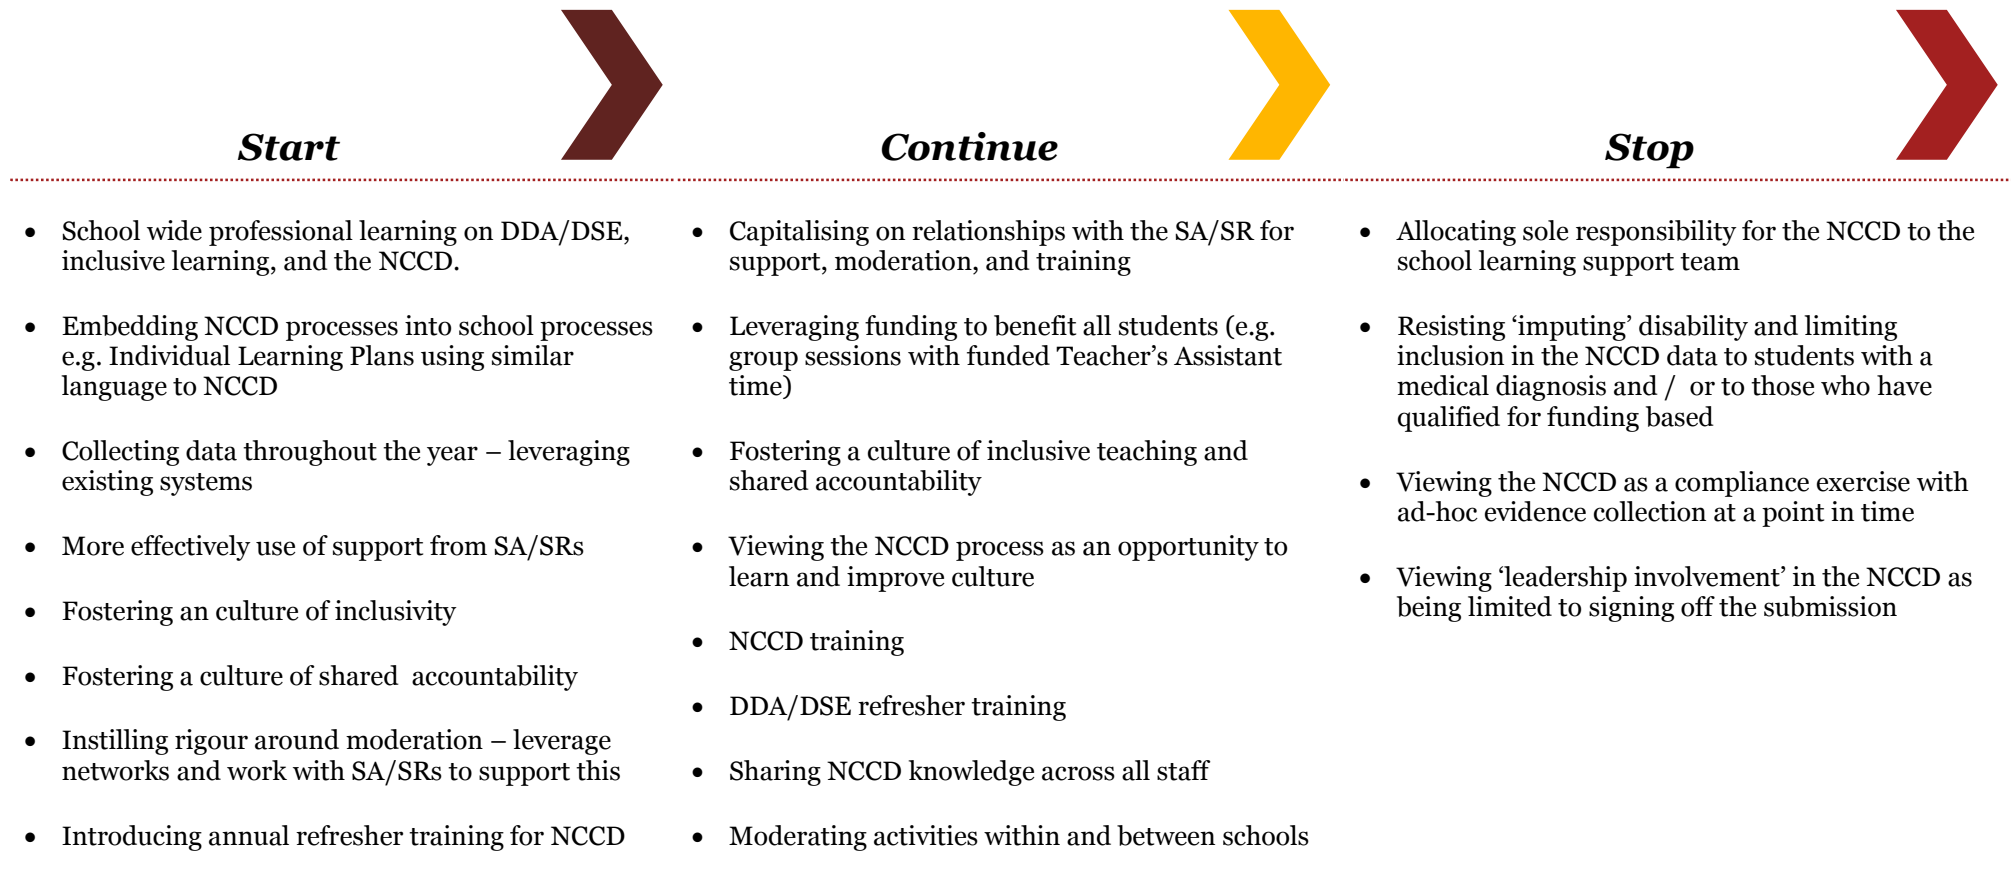 Start
• School wide professional learning on DDA/DSE,
inclusive learning, and the NCCD.
• Embedding NCCD processes into school processes
e.g. Individual Learning Plans using similar
language to NCCD
• Collecting data throughout the year – leveraging
existing systems
• More effectively use of support from SA/SRs
• Fostering an culture of inclusivity
• Fostering a culture of shared  accountability
• Instilling rigour around moderation – leverage
networks and work with SA/SRs to support this
• Introducing annual refresher training for NCCD
Continue
• Capitalising on relationships with the SA/SR for
support, moderation, and training
• Leveraging funding to benefit all students (e.g.
group sessions with funded Teacher’s Assistant
time)
• Fostering a culture of inclusive teaching and
shared accountability
• Viewing the NCCD process as an opportunity to
learn and improve culture
• NCCD training
• DDA/DSE refresher training
• Sharing NCCD knowledge across all staff
• Moderating activities within and between schools
Stop
• Allocating sole responsibility for the NCCD to the
school learning support team
• Resisting ‘imputing’ disability and limiting
inclusion in the NCCD data to students with a
medical diagnosis and /  or to those who have
qualified for funding based
• Viewing the NCCD as a compliance exercise with
ad-hoc evidence collection at a point in time
• Viewing ‘leadership involvement’ in the NCCD as
being limited to signing off the submission